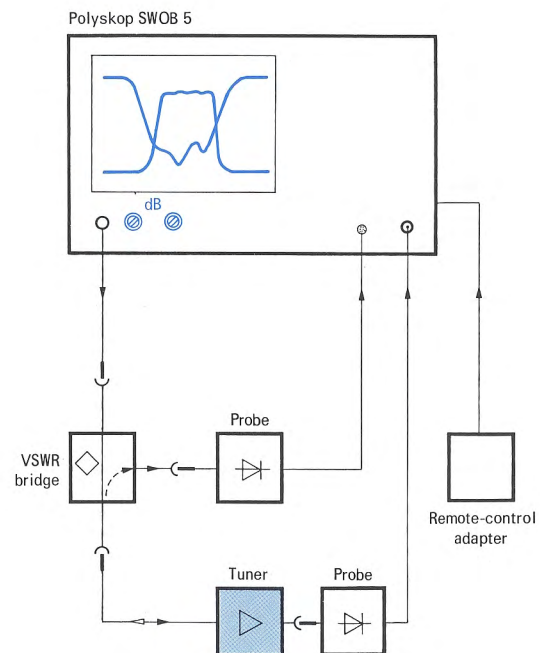 Polyskop SWOB 5
dB
Probe
VSWR
bridge
Remote-control
adapter
Tuner
Probe